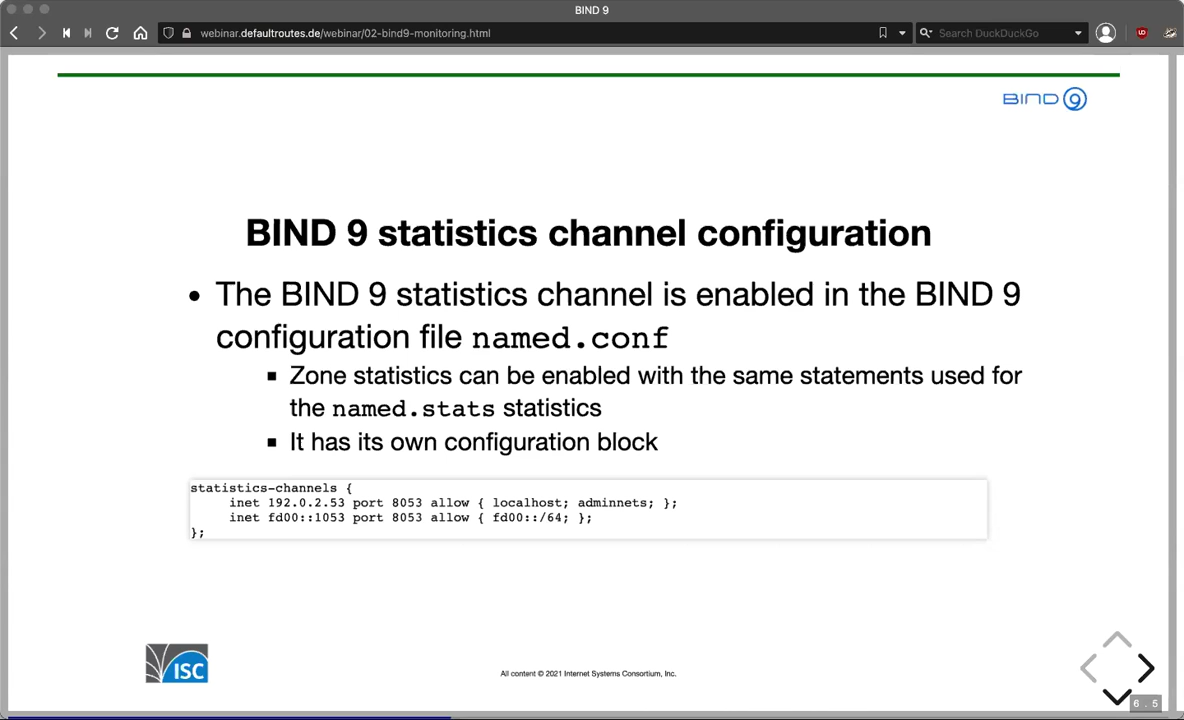 BIND 9
webinar.defaultroutes.de/webinar/02-bind9-monitoring.html
Search DuckDuckGo
BIND 9
BIND 9 statistics channel configuration
• The BIND 9 statistics channel is enabled in the BIND 9
configuration file named.conf
▪ Zone statistics can be enabled with the same statements used for
the named.stats statistics
▪ It has its own configuration block
statistics-channels {
     inet 192.0.2.53 port 8053 allow { localhost; adminnets; };
     inet fd00::1053 port 8053 allow { fd00::/64; };
};
ISC
All content © 2021 Internet Systems Consortium, Inc.
6 . 5